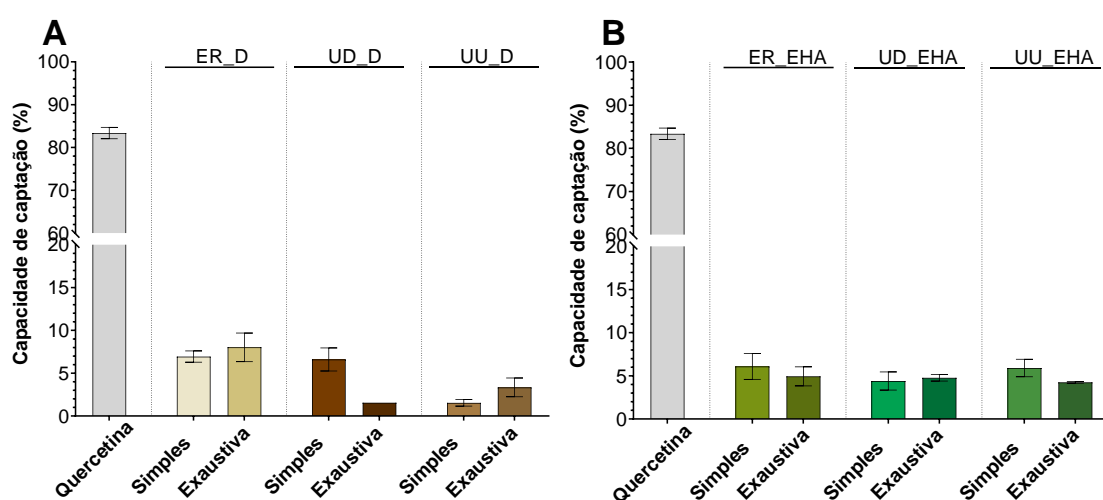 A
ER_D UD_D UU_D
Capacidade de captação (%)
100
90
80
70
60
20
15
10
5
0
Quercetina
Simples
Exaustiva
Simples
Exaustiva
Simples
Exaustiva
B
ER_EHA UD_EHA UU_EHA
Capacidade de captação (%)
100
90
80
70
60
20
15
10
5
0
Quercetina
Simples
Exaustiva
Simples
Exaustiva
Simples
Exaustiva